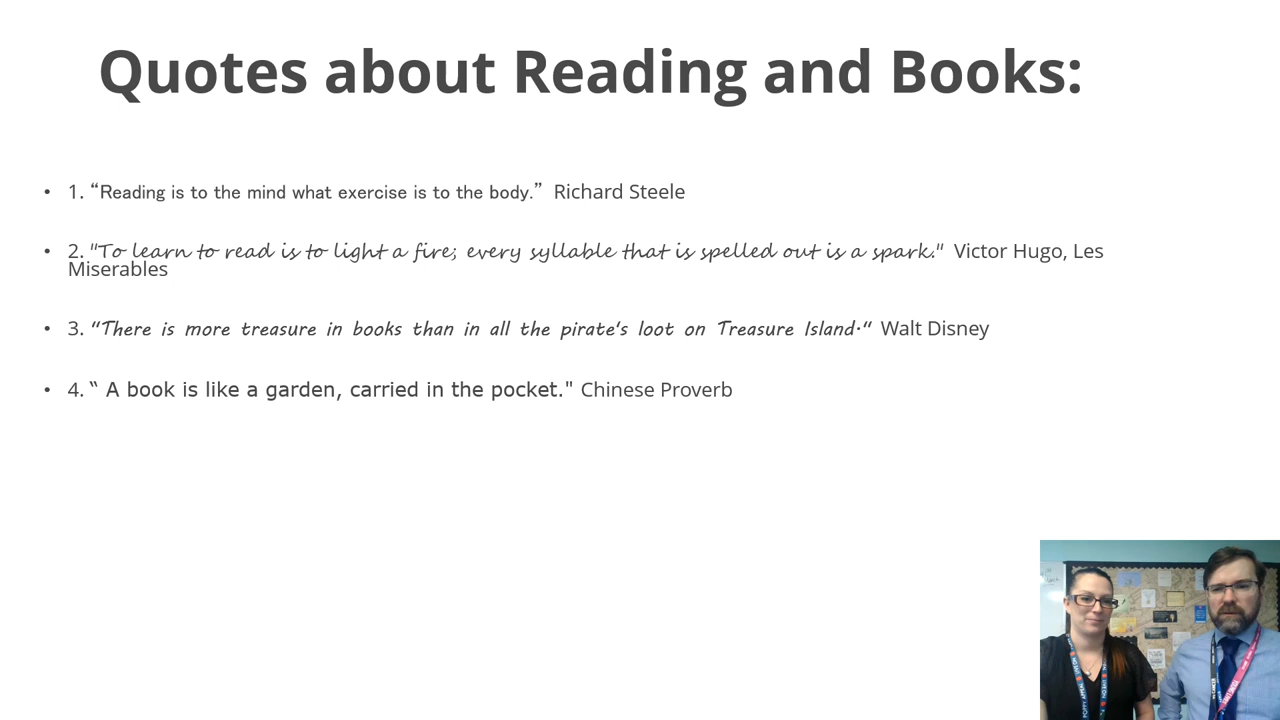 Quotes about Reading and Books:
• 1. “Reading is to the mind what exercise is to the body.” Richard Steele
• 2. "To learn to read is to light a fire; every syllable that is spelled out is a spark." Victor Hugo, Les
Miserables
• 3. “There is more treasure in books than in all the pirate's loot on Treasure Island.“ Walt Disney
• 4. “ A book is like a garden, carried in the pocket." Chinese Proverb
POPPY APPEAL